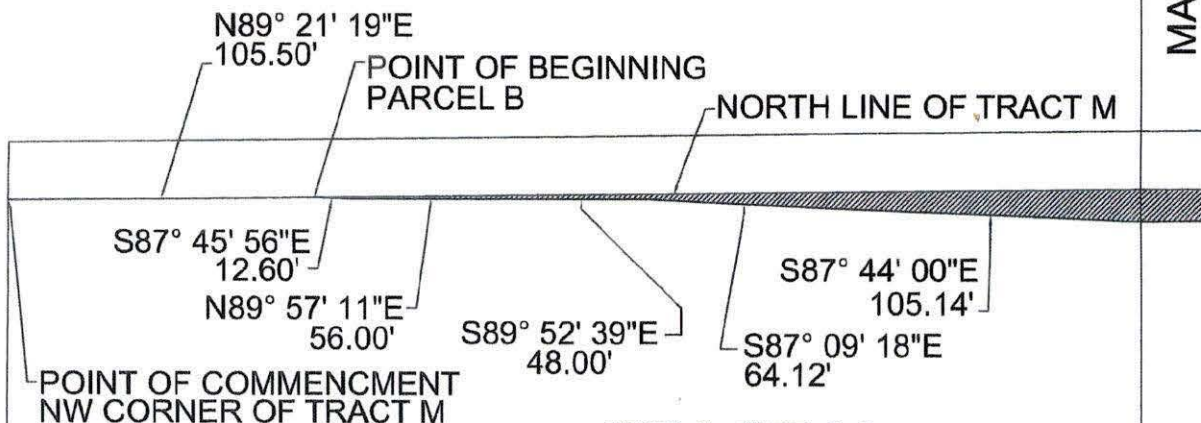 N89° 21' 19"E
105.50'
POINT OF BEGINNING
PARCEL B
NORTH LINE OF TRACT M
MA
S87° 45' 56"E
12.60'
N89° 57' 11"E
56.00'
S89° 52' 39"E
48.00'
S87° 09' 18"E
64.12'
S87° 44' 00"E
105.14'
POINT OF COMMENCMENT
NW CORNER OF TRACT M